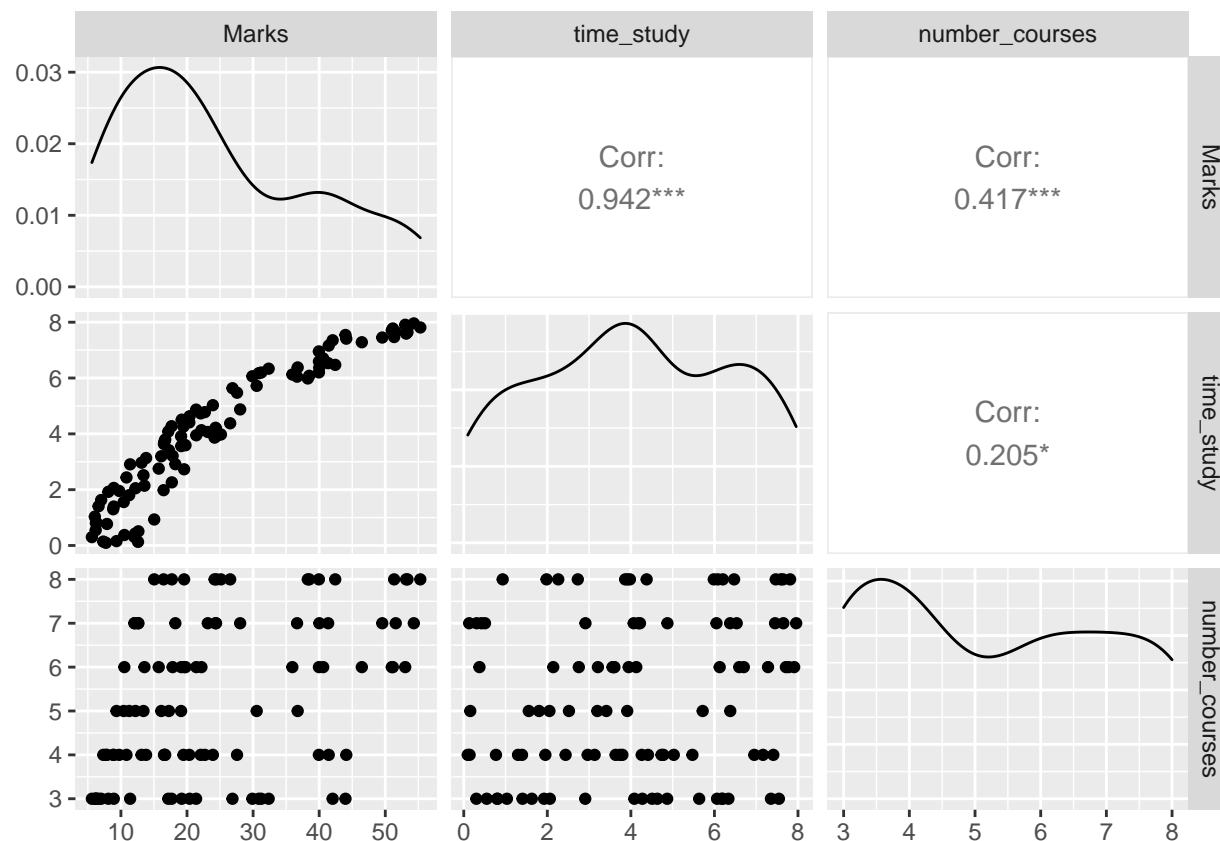 Marks time_study number_courses
0.03
0.02
0.01
0.00
Corr:
0.942***
Corr:
0.417***
Marks
8
6
4
2
0
Corr:
0.205*
time_study
8
7
6
5
4
3
number_courses
10 20 30 40 50
0 2 4 6 8
3 4 5 6 7 8